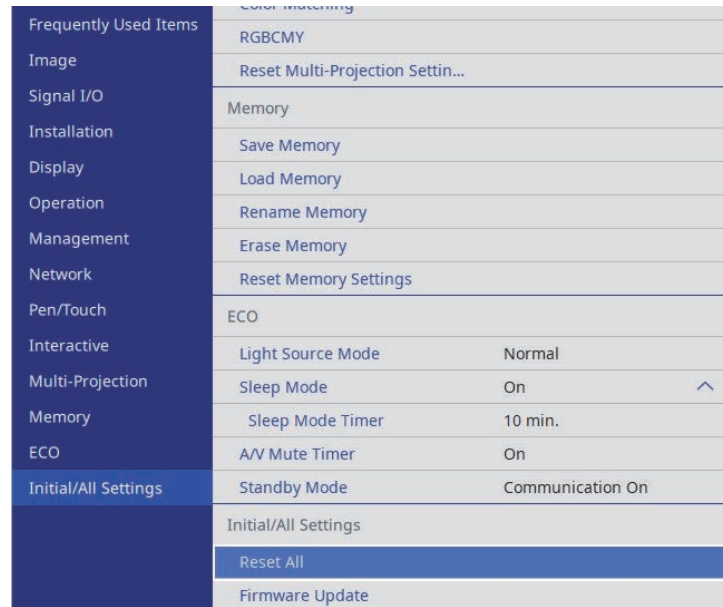 Frequently Used Items
Image
Signal I/O
Installation
Display
Operation
Management
Network
Pen/Touch
Interactive
Multi-Projection
Memory
ECO
Initial/All Settings
Color Matching
RGBCMY
Reset Multi-Projection Settin...
Memory
Save Memory
Load Memory
Rename Memory
Erase Memory
Reset Memory Settings
ECO
Light Source Mode Normal
Sleep Mode On
Sleep Mode Timer 10 min.
A/V Mute Timer On
Standby Mode Communication On
Initial/All Settings
Reset All
Firmware Update